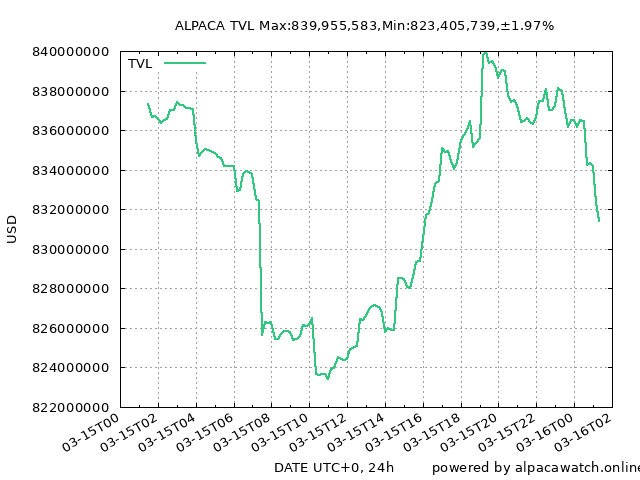 ALPACA TVL Max:839,955,583,Min:823,405,739,±1.97%
840000000
TVL
838000000
836000000
834000000
832000000
USD
830000000
828000000
826000000
824000000
822000000
03-15T00
03-15T02
03-15T04
03-15T06
03-15T08
03-15T10
03-15T12
03-15T14
03-15T16
03-15T18
03-15T20
03-15T22
03-16T00
03-16T02
DATE UTC+0, 24h
powered by alpacawatch.online